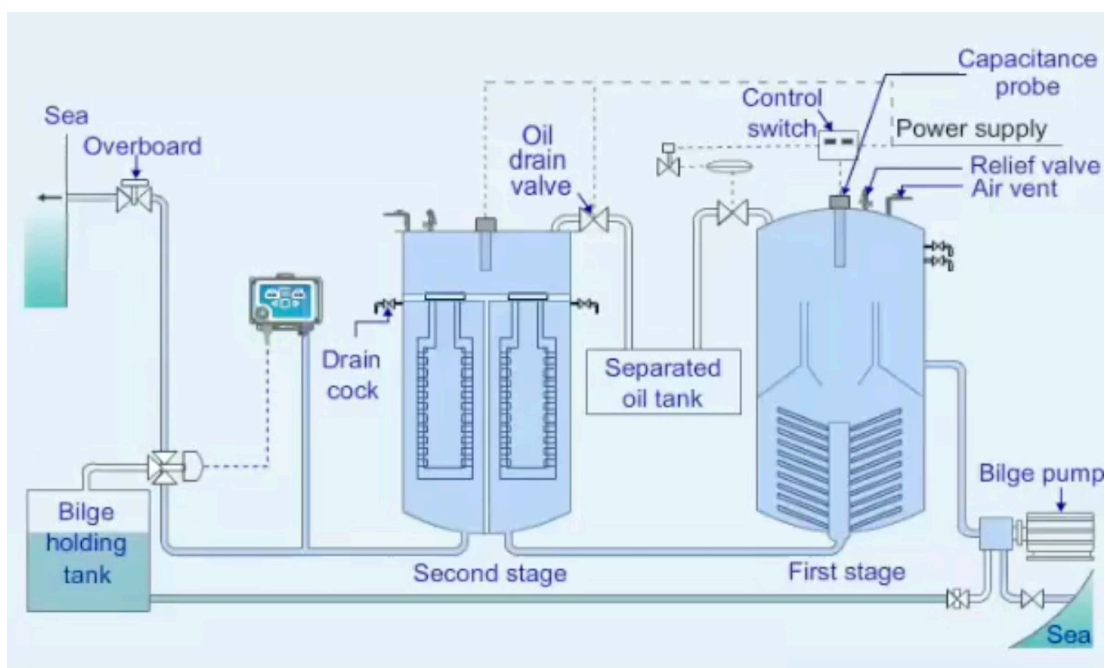 Capacitance
probe
Control
switch
Power supply
Sea
Overboard
Oil
drain
valve
Relief valve
Air vent
Drain
cock
Separated
oil tank
Bilge pump
Bilge
holding
tank
Second stage
First stage
Sea